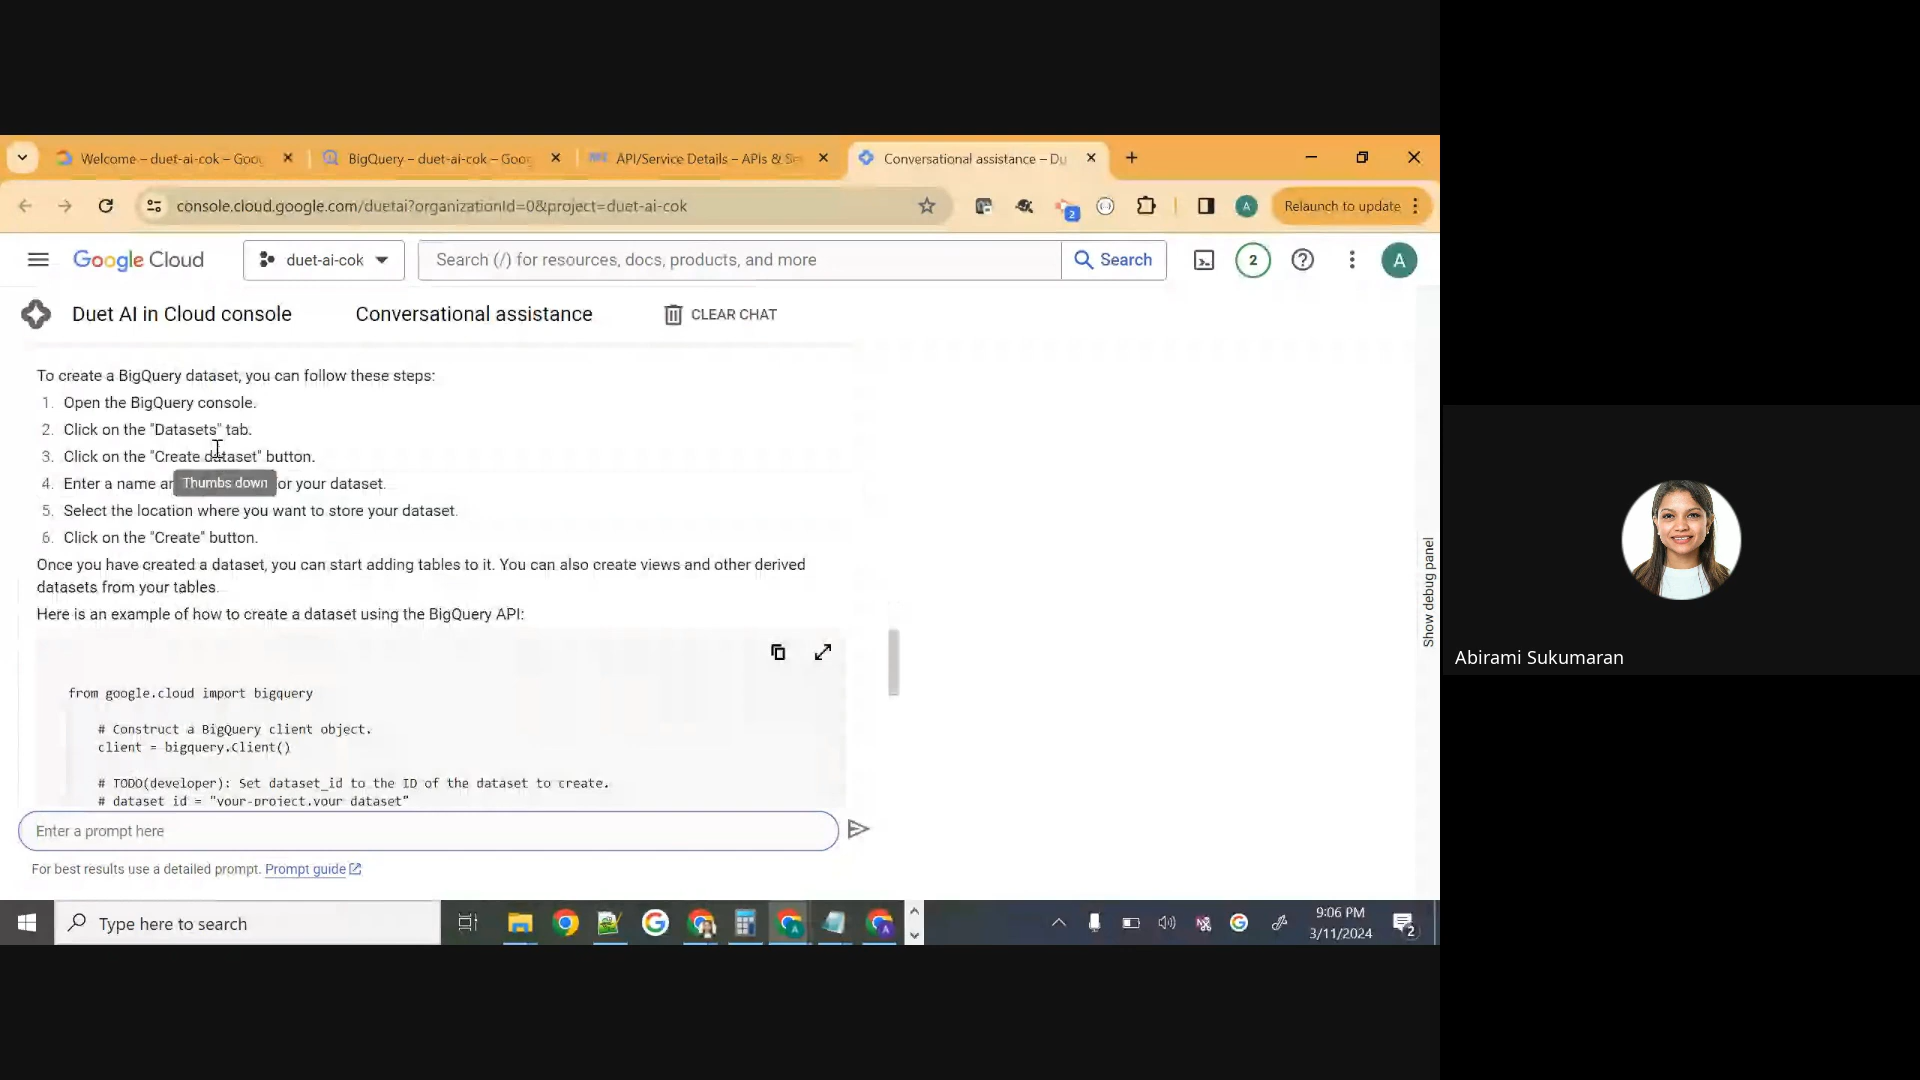 Welcome – duet-ai-cok – Goog
BigQuery – duet-ai-cok – Goog
API/Service Details – APIs & Se
Conversational assistance – Du
console.cloud.google.com/duetai?organizationId=0&project=duet-ai-cok
2
A
Relaunch to update
Google Cloud
duet-ai-cok
Search (/) for resources, docs, products, and more
Search
2
A
Duet AI in Cloud console
Conversational assistance
CLEAR CHAT
To create a BigQuery dataset, you can follow these steps:
1. Open the BigQuery console.
2. Click on the "Datasets" tab.
3. Click on the "Create dataset" button.
4. Enter a name ar
Thumbs down
or your dataset.
5. Select the location where you want to store your dataset.
6. Click on the "Create" button.
Once you have created a dataset, you can start adding tables to it. You can also create views and other derived
datasets from your tables.
Here is an example of how to create a dataset using the BigQuery API:
from google.cloud import bigquery
# Construct a BigQuery client object.
client = bigquery.Client()
# TODO(developer): Set dataset_id to the ID of the dataset to create.
# dataset_id = "your-project.your_dataset"
Enter a prompt here
For best results use a detailed prompt. Prompt guide
Show debug panel
Abirami Sukumaran
Type here to search
9:06 PM
3/11/2024
2